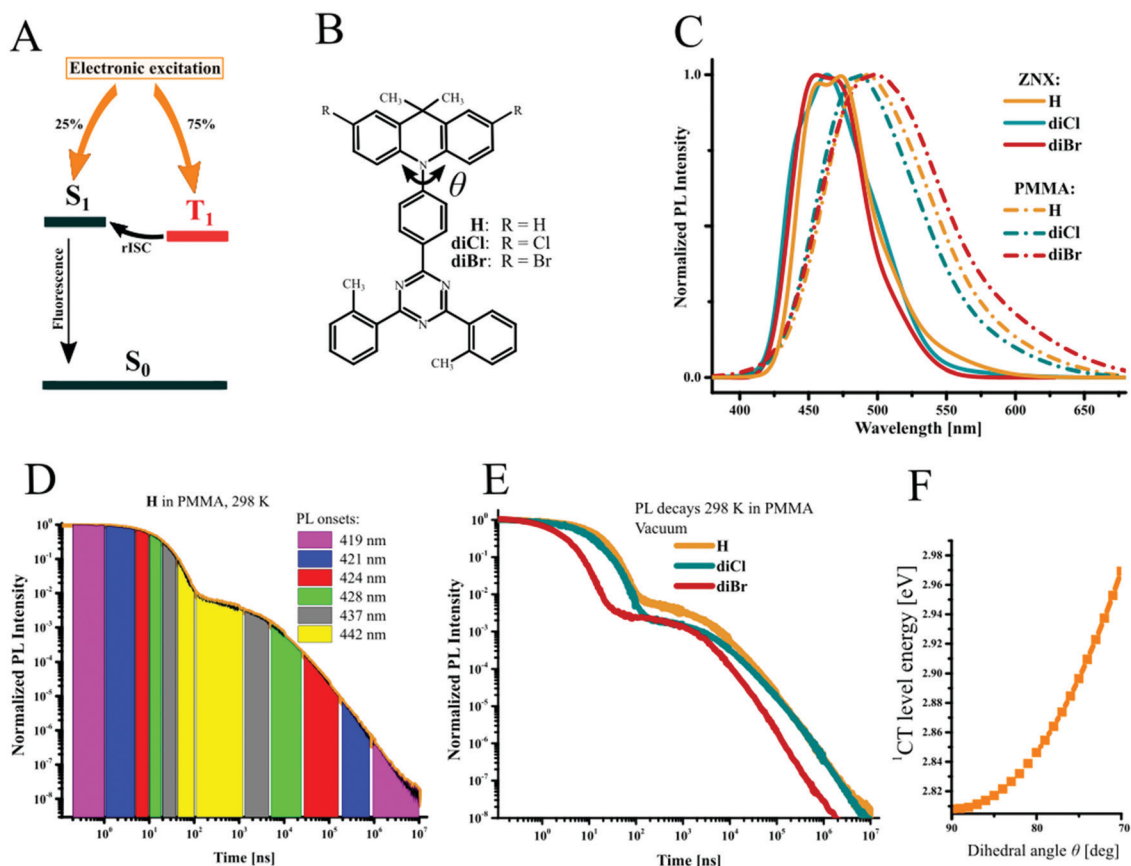 A
Electronic excitation
25%
75%
S1
T1
rISC
Fluorescence
S0
B
R
CH3
CH3
R
N
θ
H: R = H
diCl: R = Cl
diBr: R = Br
CH3
N
N
N
CH3
C
Normalized PL Intensity
1.0
0.0
ZNX:
H
diCl
diBr
PMMA:
H
diCl
diBr
400
450
500
550
600
650
Wavelength [nm]
D
H in PMMA, 298 K
PL onsets:
419 nm
421 nm
424 nm
428 nm
437 nm
442 nm
Normalized PL Intensity
10^0
10^-1
10^-2
10^-3
10^-4
10^-5
10^-6
10^-7
10^-8
10^0
10^1
10^2
10^3
10^4
10^5
10^6
10^7
Time [ns]
E
PL decays 298 K in PMMA
Vacuum
H
diCl
diBr
Normalized PL Intensity
10^0
10^-1
10^-2
10^-3
10^-4
10^-5
10^-6
10^-7
10^-8
10^0
10^1
10^2
10^3
10^4
10^5
10^6
10^7
Time [ns]
F
1CT level energy [eV]
2.98
2.96
2.94
2.92
2.90
2.88
2.86
2.84
2.82
90
80
70
Dihedral angle θ [deg]